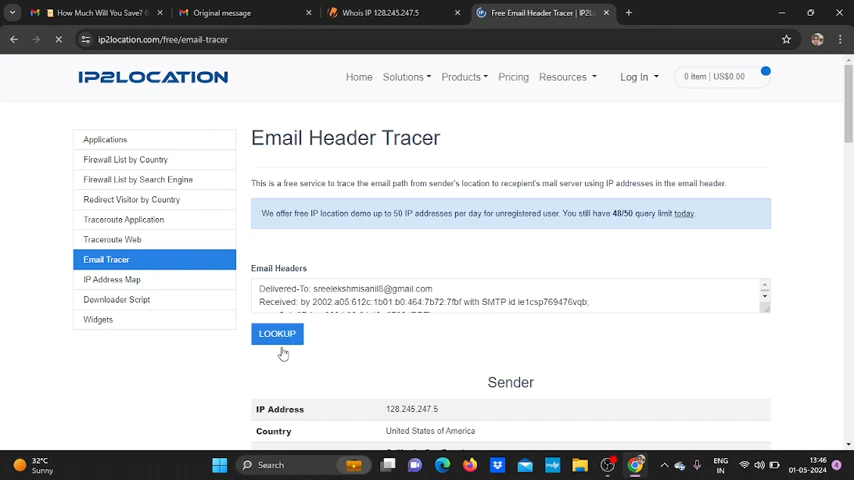 How Much Will You Save?
Original message
Whois IP 128.245.247.5
Free Email Header Tracer | IP2L
ip2location.com/free/email-tracer
IP2LOCATION
Home
Solutions
Products
Pricing
Resources
Log In
0 item | US$0.00
Applications
Firewall List by Country
Firewall List by Search Engine
Redirect Visitor by Country
Traceroute Application
Traceroute Web
Email Tracer
IP Address Map
Downloader Script
Widgets
Email Header Tracer
This is a free service to trace the email path from sender's location to recepient's mail server using IP addresses in the email header.
We offer free IP location demo up to 50 IP addresses per day for unregistered user. You still have 48/50 query limit today.
Email Headers
Delivered-To: sreelekshmisanil8@gmail.com
Received: by 2002:a05:612c:1b01:b0:464:7b72:7fbf with SMTP id ie1csp769476vqb;
LOOKUP
Sender
IP Address 128.245.247.5
Country United States of America
32°C
Sunny
Search
ENG
IN
13:46
01-05-2024